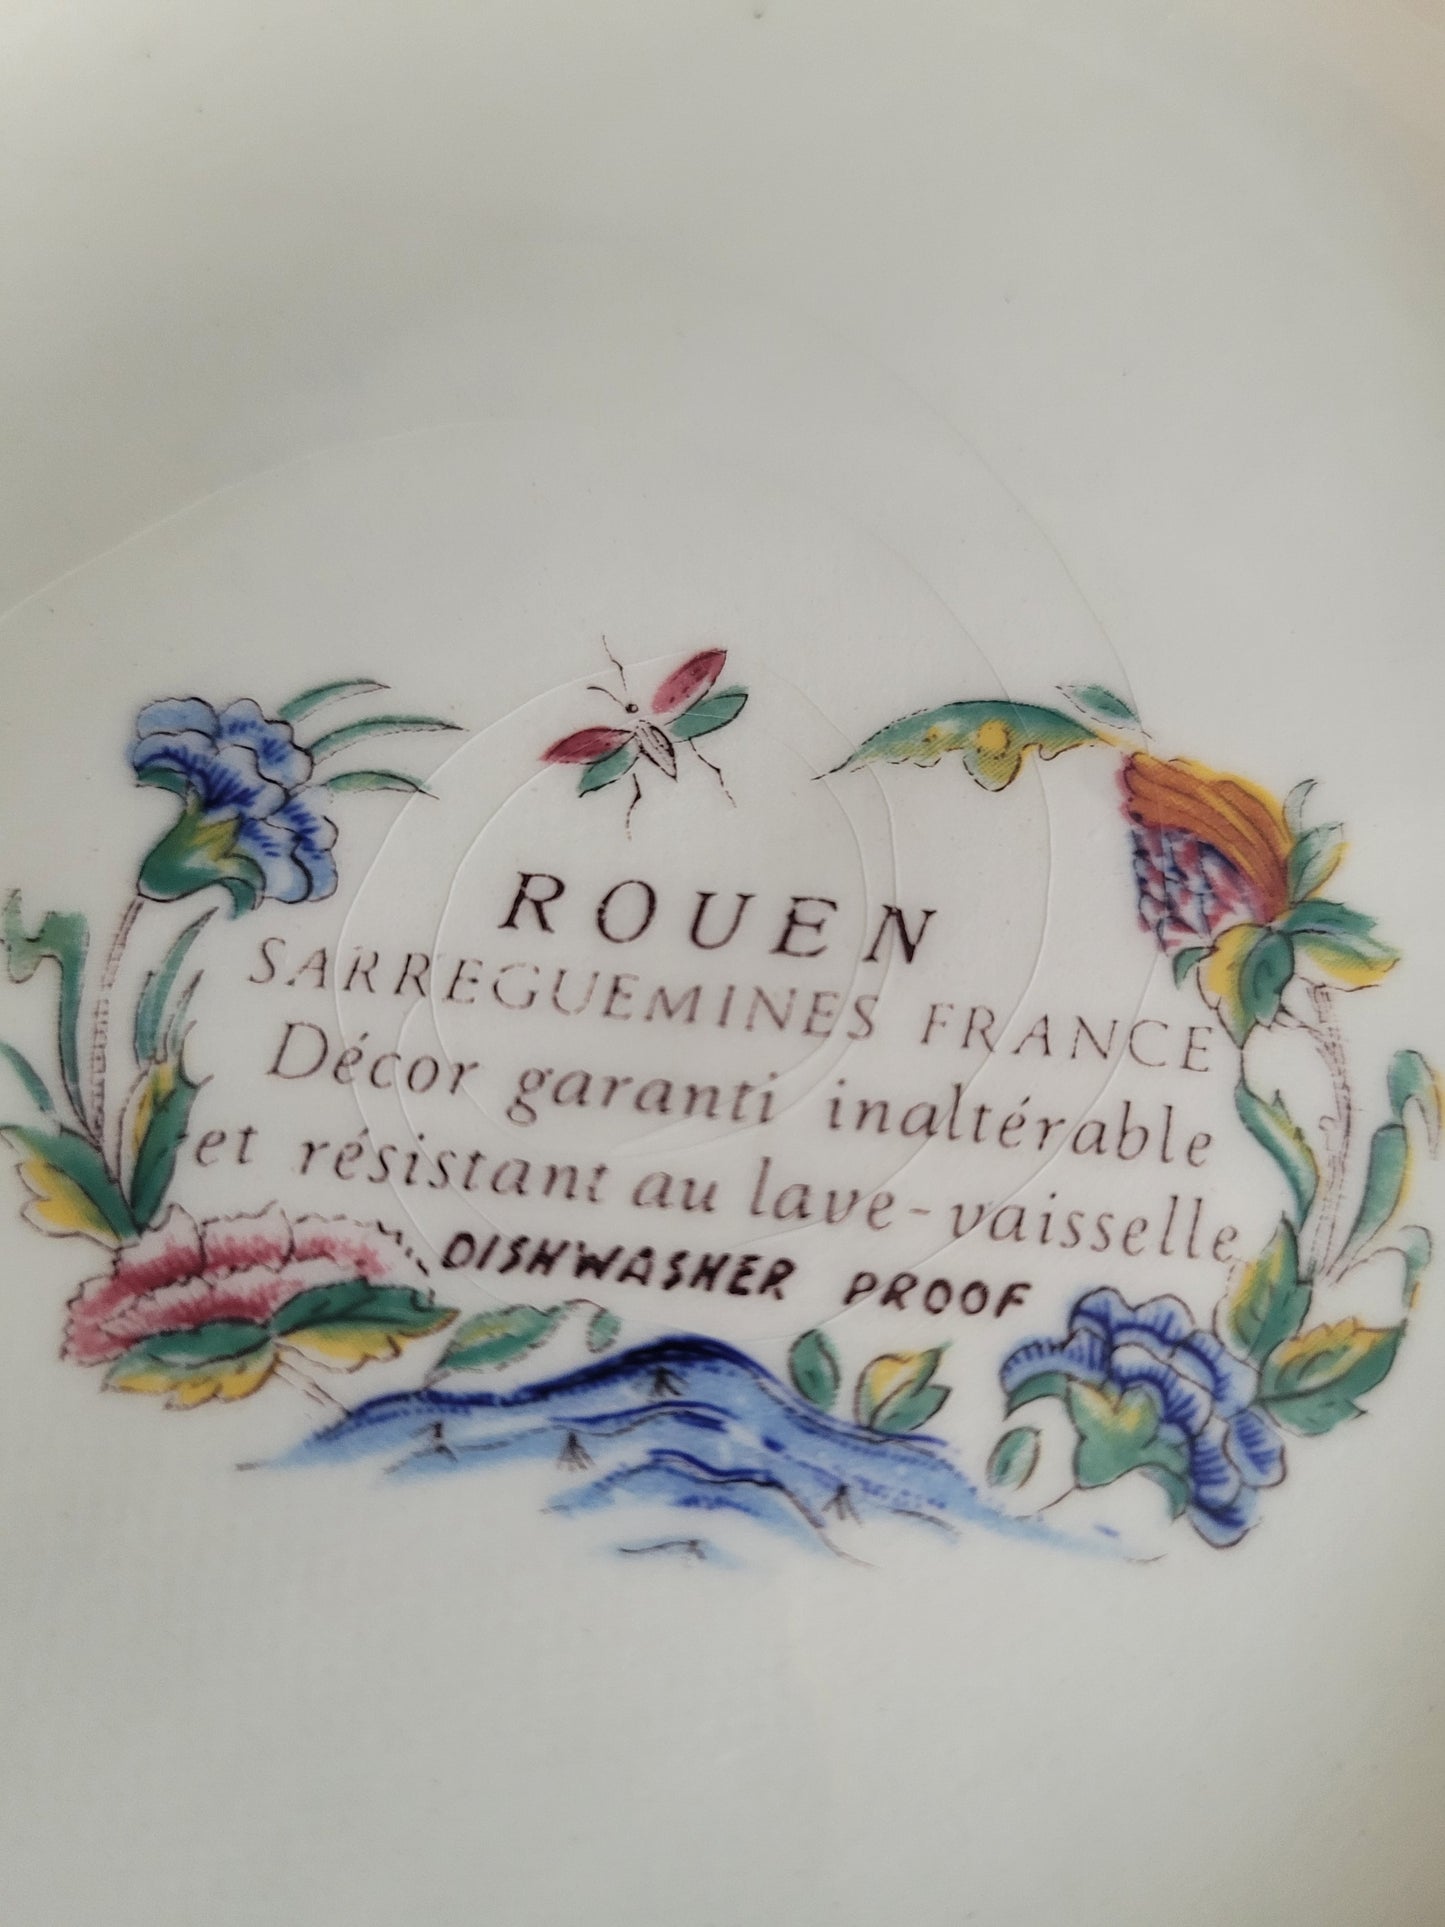 ROUEN
SARREGUEMINES FRANCE
Décor garanti inaltérable
et résistant au lave-vaisselle
DISHWASHER PROOF